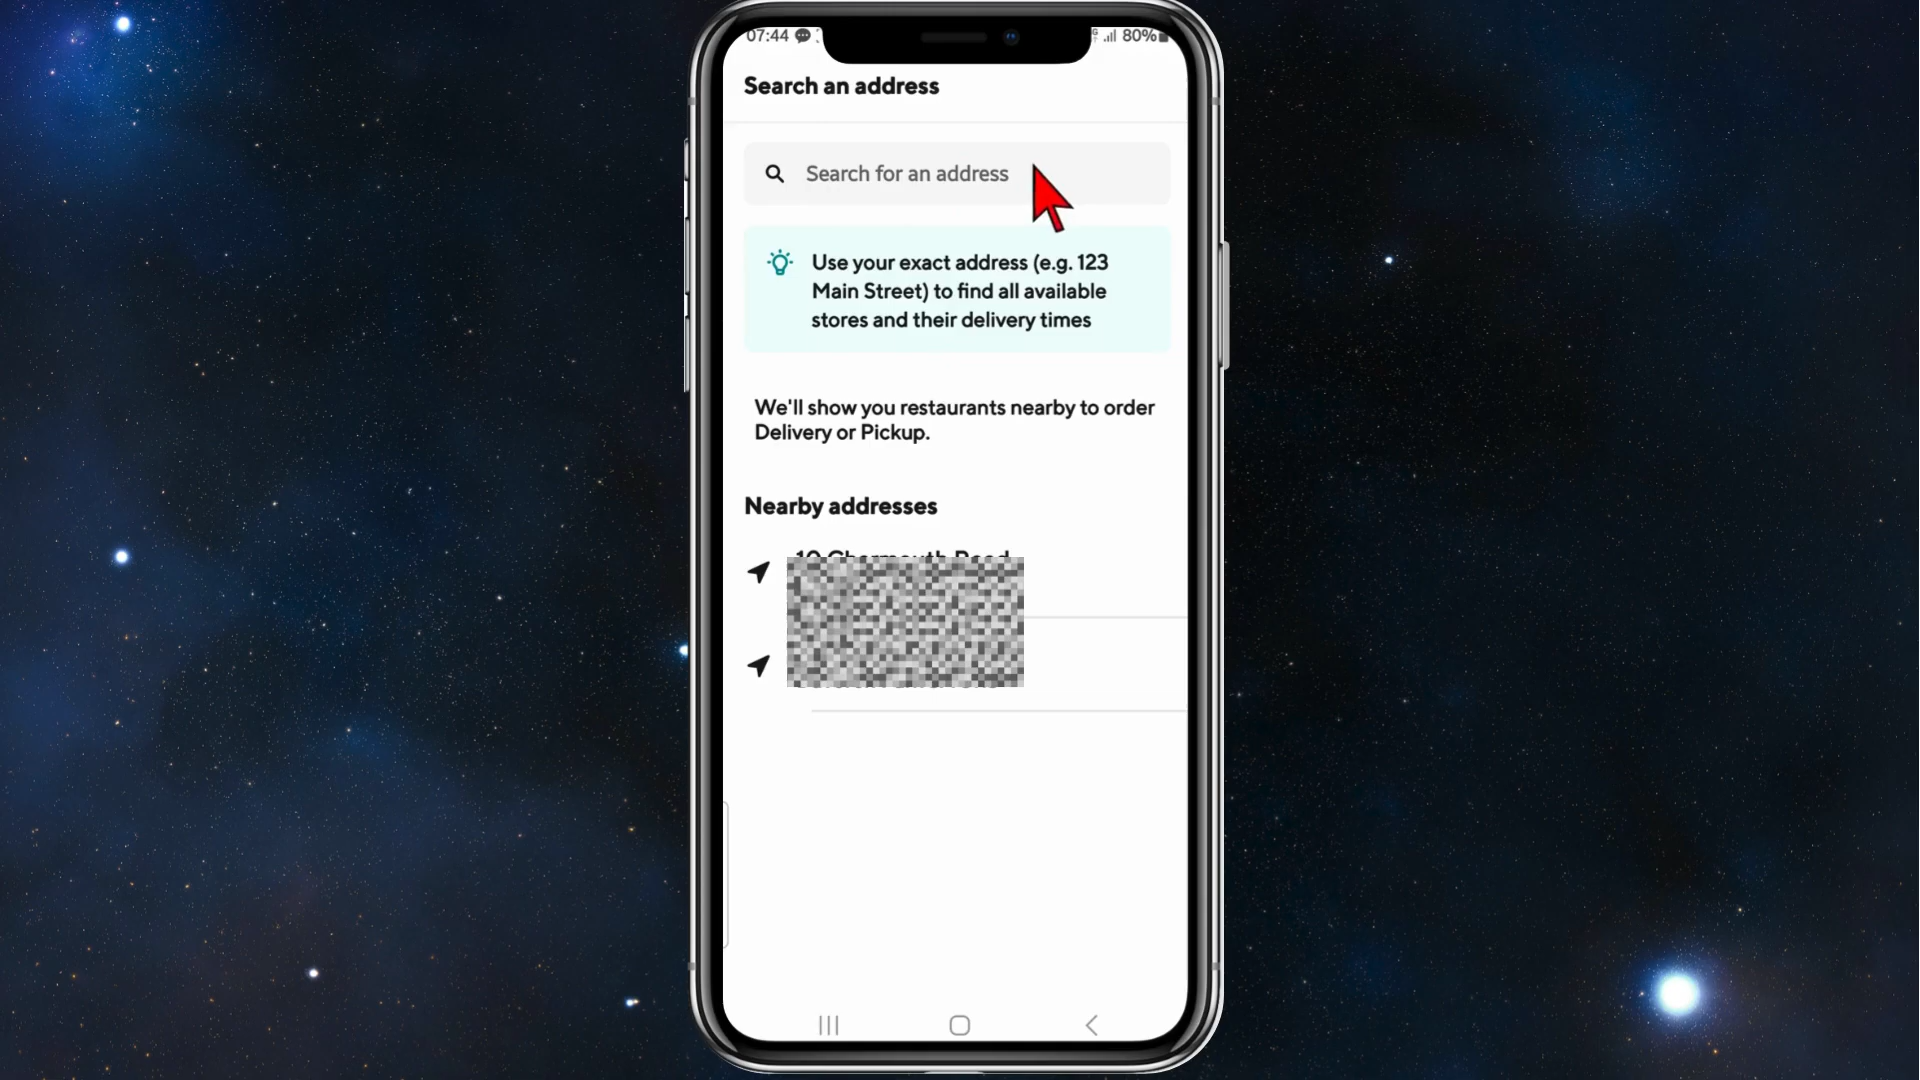 07:44
80%
Search an address
Search for an address
Use your exact address (e.g. 123
Main Street) to find all available
stores and their delivery times
We'll show you restaurants nearby to order
Delivery or Pickup.
Nearby addresses